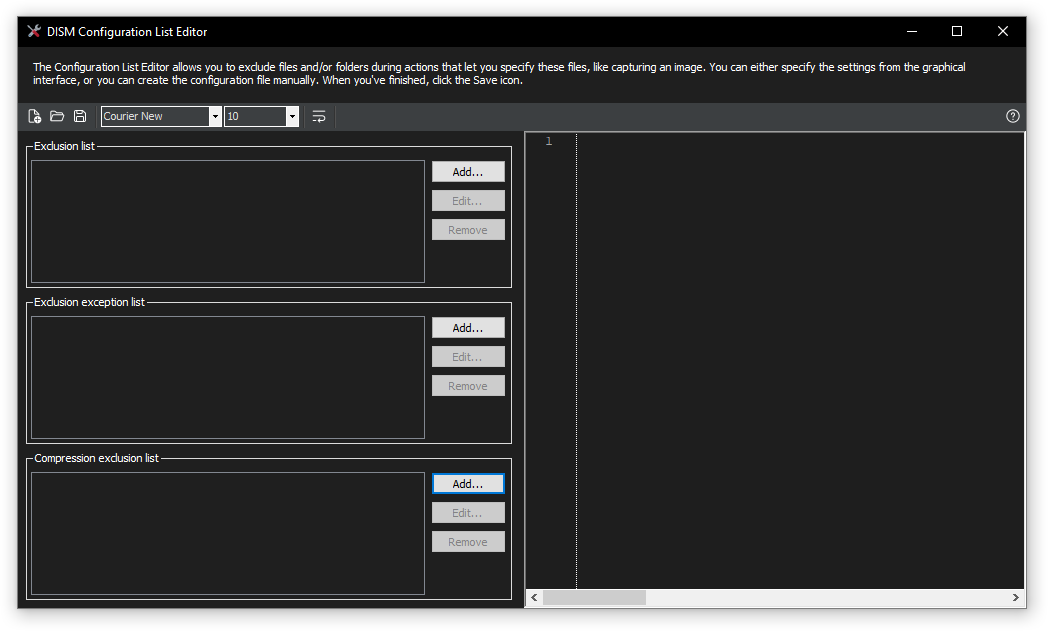 DISM Configuration List Editor
The Configuration List Editor allows you to exclude files and/or folders during actions that let you specify these files, like capturing an image. You can either specify the settings from the graphical
interface, or you can create the configuration file manually. When you've finished, click the Save icon.
Courier New
10
Exclusion list
Add...
Edit...
Remove
Exclusion exception list
Add...
Edit...
Remove
Compression exclusion list
Add...
Edit...
Remove
1